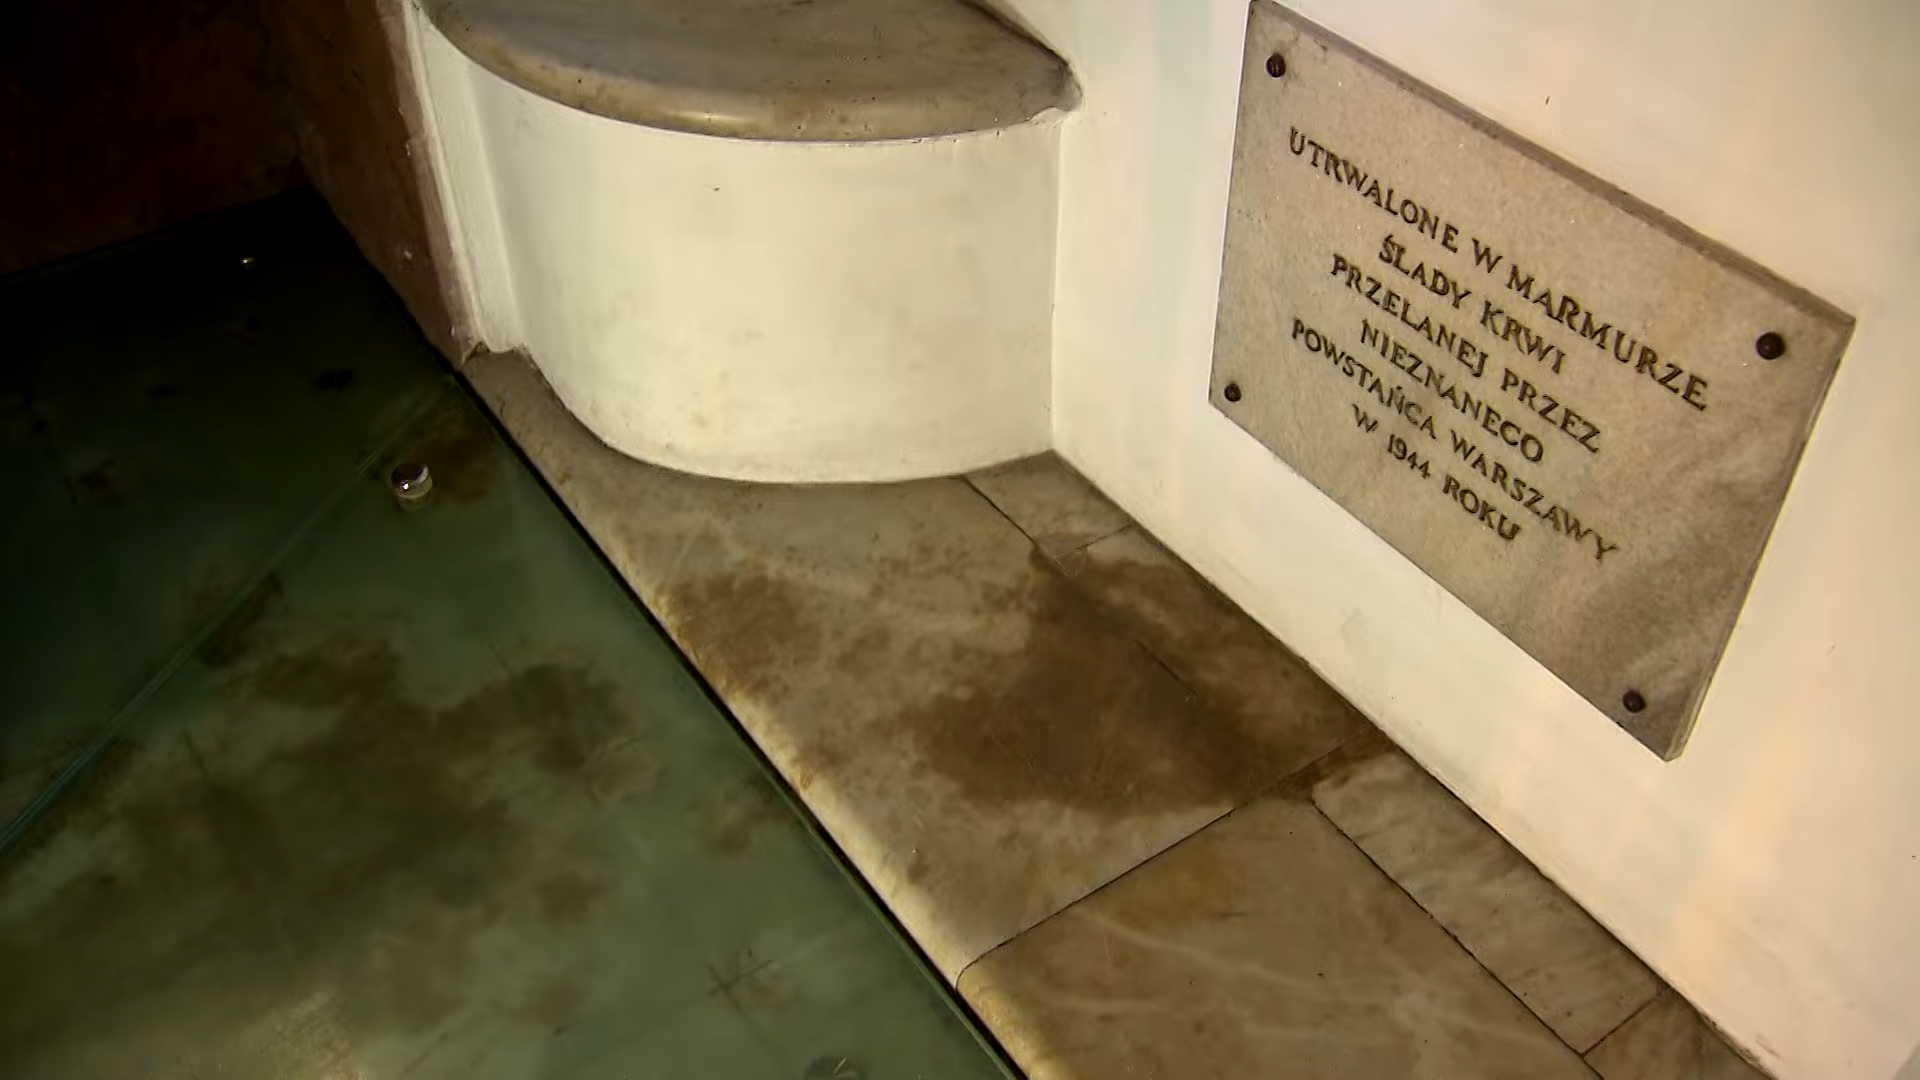 UTRWALONE W MARMURZE
ŚLADY KRWI
PRZELANEJ PRZEZ
NIEZNANEGO
POWSTAŃCA WARSZAWY
W 1944 ROKU